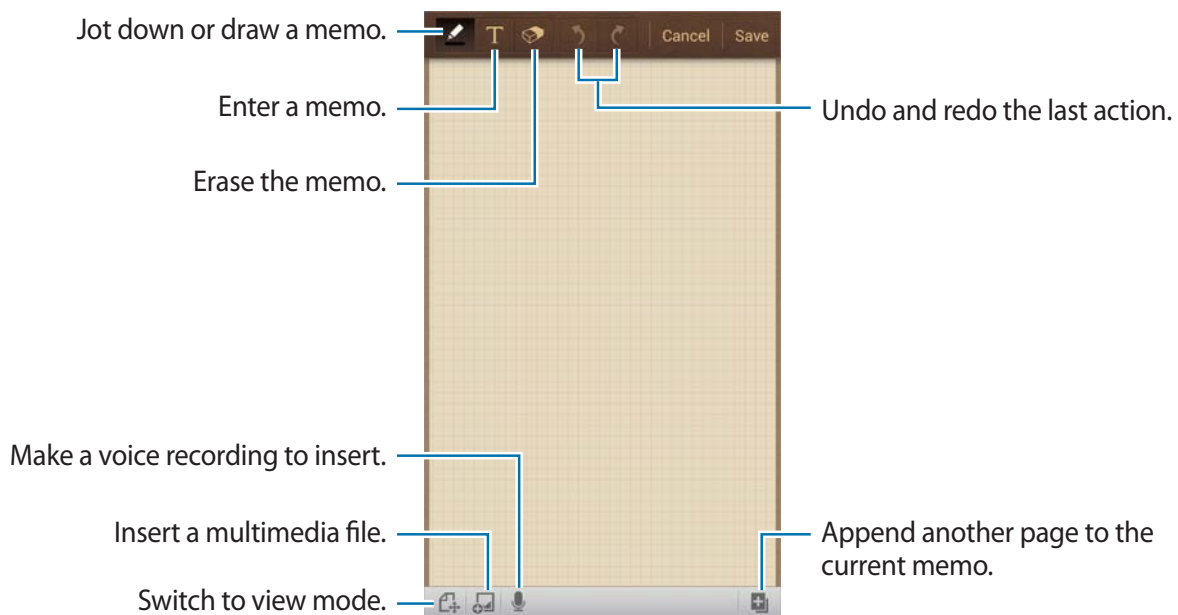 Jot down or draw a memo.
T
Cancel
Save
Enter a memo.
Undo and redo the last action.
Erase the memo.
Make a voice recording to insert.
Insert a multimedia file.
Append another page to the
current memo.
Switch to view mode.